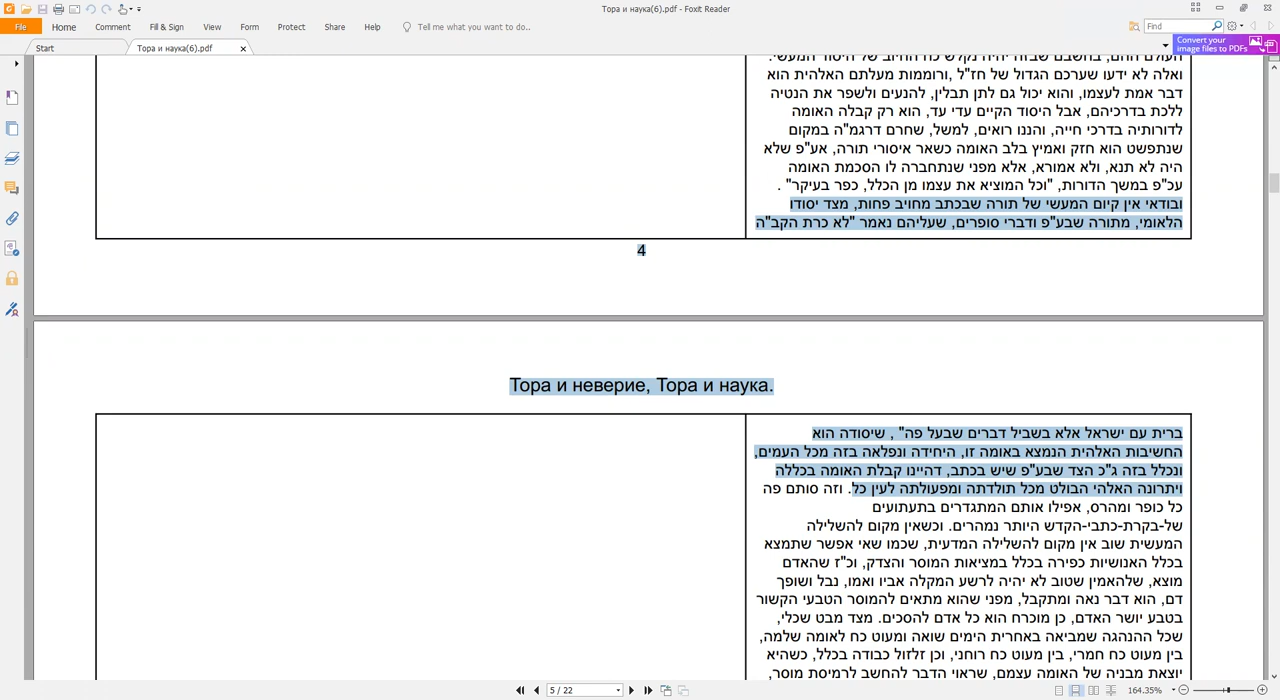 Тора и наука(6).pdf - Foxit Reader
File Home Comment Fill & Sign View Form Protect Share Help Tell me what you want to do..
Find
Start Тора и наука(6).pdf
Convert your
image files to PDFs
העולם ההם, בחשבם שבזה יהיה נקלש כח החיוב של היסוד המעשי.
ואלה לא ידעו שערכם הגדול של חז"ל ,ורוממות מעלתם האלהית הוא
דבר אמת לעצמו, והוא יכול גם לתן תבלין, להנעים ולשפר את הנטיה
ללכת בדרכיהם, אבל היסוד הקיים עדי עד, הוא רק קבלה האומה
לדורותיה בדרכי חייה, והננו רואים, למשל, שחרם דרגמ"ה במקום
שנתפשט הוא חזק ואמיץ בלב האומה כשאר איסורי תורה, אע"פ שלא
היה לא תנא, ולא אמורא, אלא מפני שנתחברה לו הסכמת האומה
עכ"פ במשך הדורות, "וכל המוציא את עצמו מן הכלל, כפר בעיקר" .
ובודאי אין קיום המעשי של תורה שבכתב מחויב פחות, מצד יסודו
הלאומי, מתורה שבע"פ ודברי סופרים, שעליהם נאמר "לא כרת הקב"ה
4
Тора и неверие, Тора и наука.
ברית עם ישראל אלא בשביל דברים שבעל פה" , שיסודה הוא
החשיבות האלהית הנמצא באומה זו, היחידה ונפלאה בזה מכל העמים,
ונכלל בזה ג"כ הצד שבע"פ שיש בכתב, דהיינו קבלת האומה בכללה
ויתרונה האלהי הבולט מכל תולדתה ומפעולתה לעין כל. וזה סותם פה
כל כופר ומהרס, אפילו אותם המתגדרים בתעתועים
של-בקרת-כתבי-הקדש היותר נמהרים. וכשאין מקום להשלילה
המעשית שוב אין מקום להשלילה המדעית, שכמו שאי אפשר שתמצא
בכלל האנושיות כפירה בכלל במציאות המוסר והצדק, וכ"ז שהאדם
מוצא, שלהאמין שטוב לא יהיה לרשע המקלה אביו ואמו, נבל ושופך
דם, הוא דבר נאה ומתקבל, מפני שהוא מתאים להמוסר הטבעי הקשור
בטבע יושר האדם, כן מוכרח הוא כל אדם להסכים. מצד מבט שכלי,
שכל ההנהגה שמביאה באחרית הימים שואה ומעוט כח לאומה שלמה,
בין מעוט כח חמרי, בין מעוט כח רוחני, וכן זלזול כבודה בכלל, כשהיא
יוצאת מבניה של האומה עצמם, שראוי הדבר להחשב לרמיסת מוסר,
5 / 22
164.35%